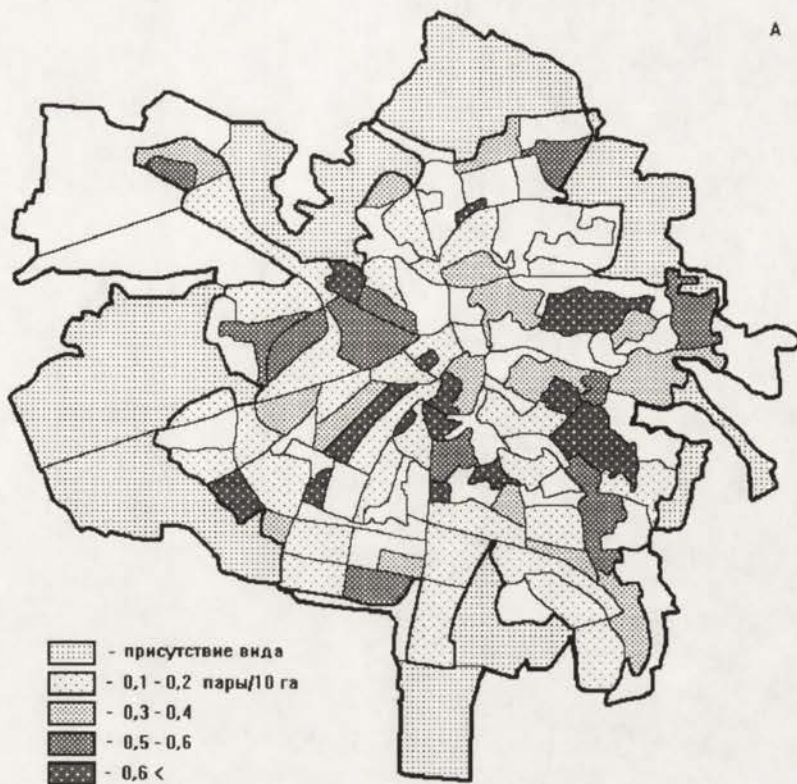 А
- присутствие вида
- 0,1 - 0,2 пары/10 га
- 0,3 - 0,4
- 0,5 - 0,6
- 0,6 <